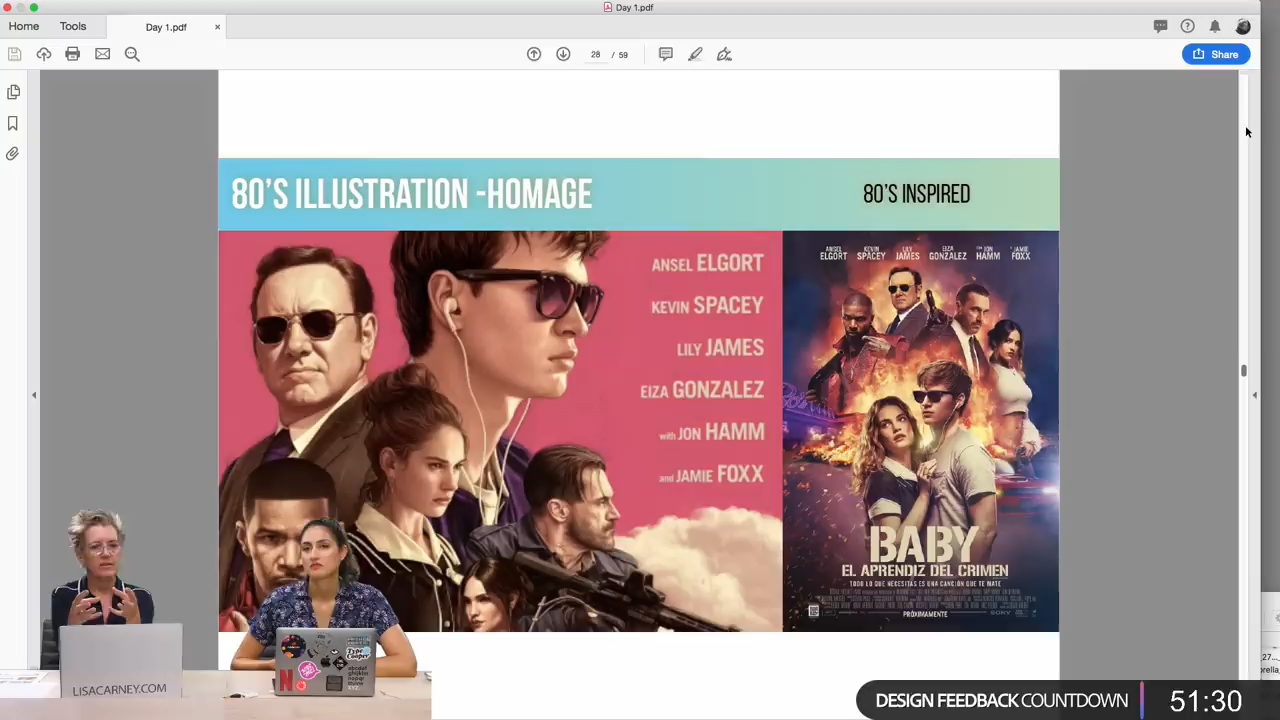 Day 1.pdf
Home
Tools
Day 1.pdf
28 / 59
Share
80'S ILLUSTRATION -HOMAGE
80'S INSPIRED
ANSEL ELGORT
KEVIN SPACEY
LILY JAMES
EIZA GONZALEZ
with JON HAMM
and JAMIE FOXX
ANSEL ELGORT KEVIN SPACEY LILY JAMES EIZA GONZALEZ JON HAMM JAMIE FOXX
BABY
EL APRENDIZ DEL CRIMEN
TODO LO QUE NECESITAS ES UNA CANCIÓN QUE TE MATE
PRÓXIMAMENTE
SONY
LISACARNEY.COM
Type Cooper
N
DESIGN FEEDBACK COUNTDOWN
51:30